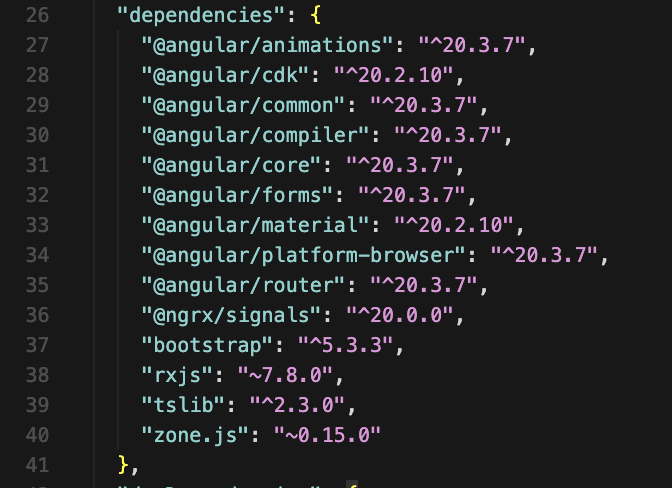 26 "dependencies": {
27 "@angular/animations": "^20.3.7",
28 "@angular/cdk": "^20.2.10",
29 "@angular/common": "^20.3.7",
30 "@angular/compiler": "^20.3.7",
31 "@angular/core": "^20.3.7",
32 "@angular/forms": "^20.3.7",
33 "@angular/material": "^20.2.10",
34 "@angular/platform-browser": "^20.3.7",
35 "@angular/router": "^20.3.7",
36 "@ngrx/signals": "^20.0.0",
37 "bootstrap": "^5.3.3",
38 "rxjs": "~7.8.0",
39 "tslib": "^2.3.0",
40 "zone.js": "~0.15.0"
41 },